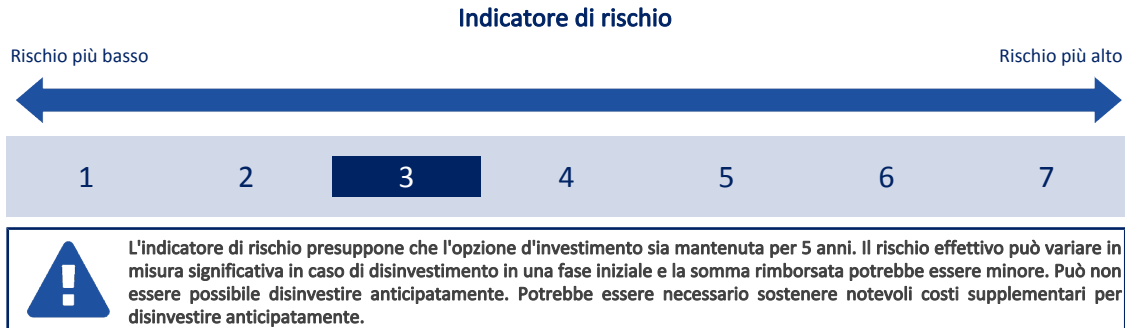 Indicatore di rischio
Rischio più basso Rischio più alto
1 2 3 4 5 6 7
L'indicatore di rischio presuppone che l'opzione d'investimento sia mantenuta per 5 anni. Il rischio effettivo può variare in
misura significativa in caso di disinvestimento in una fase iniziale e la somma rimborsata potrebbe essere minore. Può non
essere possibile disinvestire anticipatamente. Potrebbe essere necessario sostenere notevoli costi supplementari per
disinvestire anticipatamente.